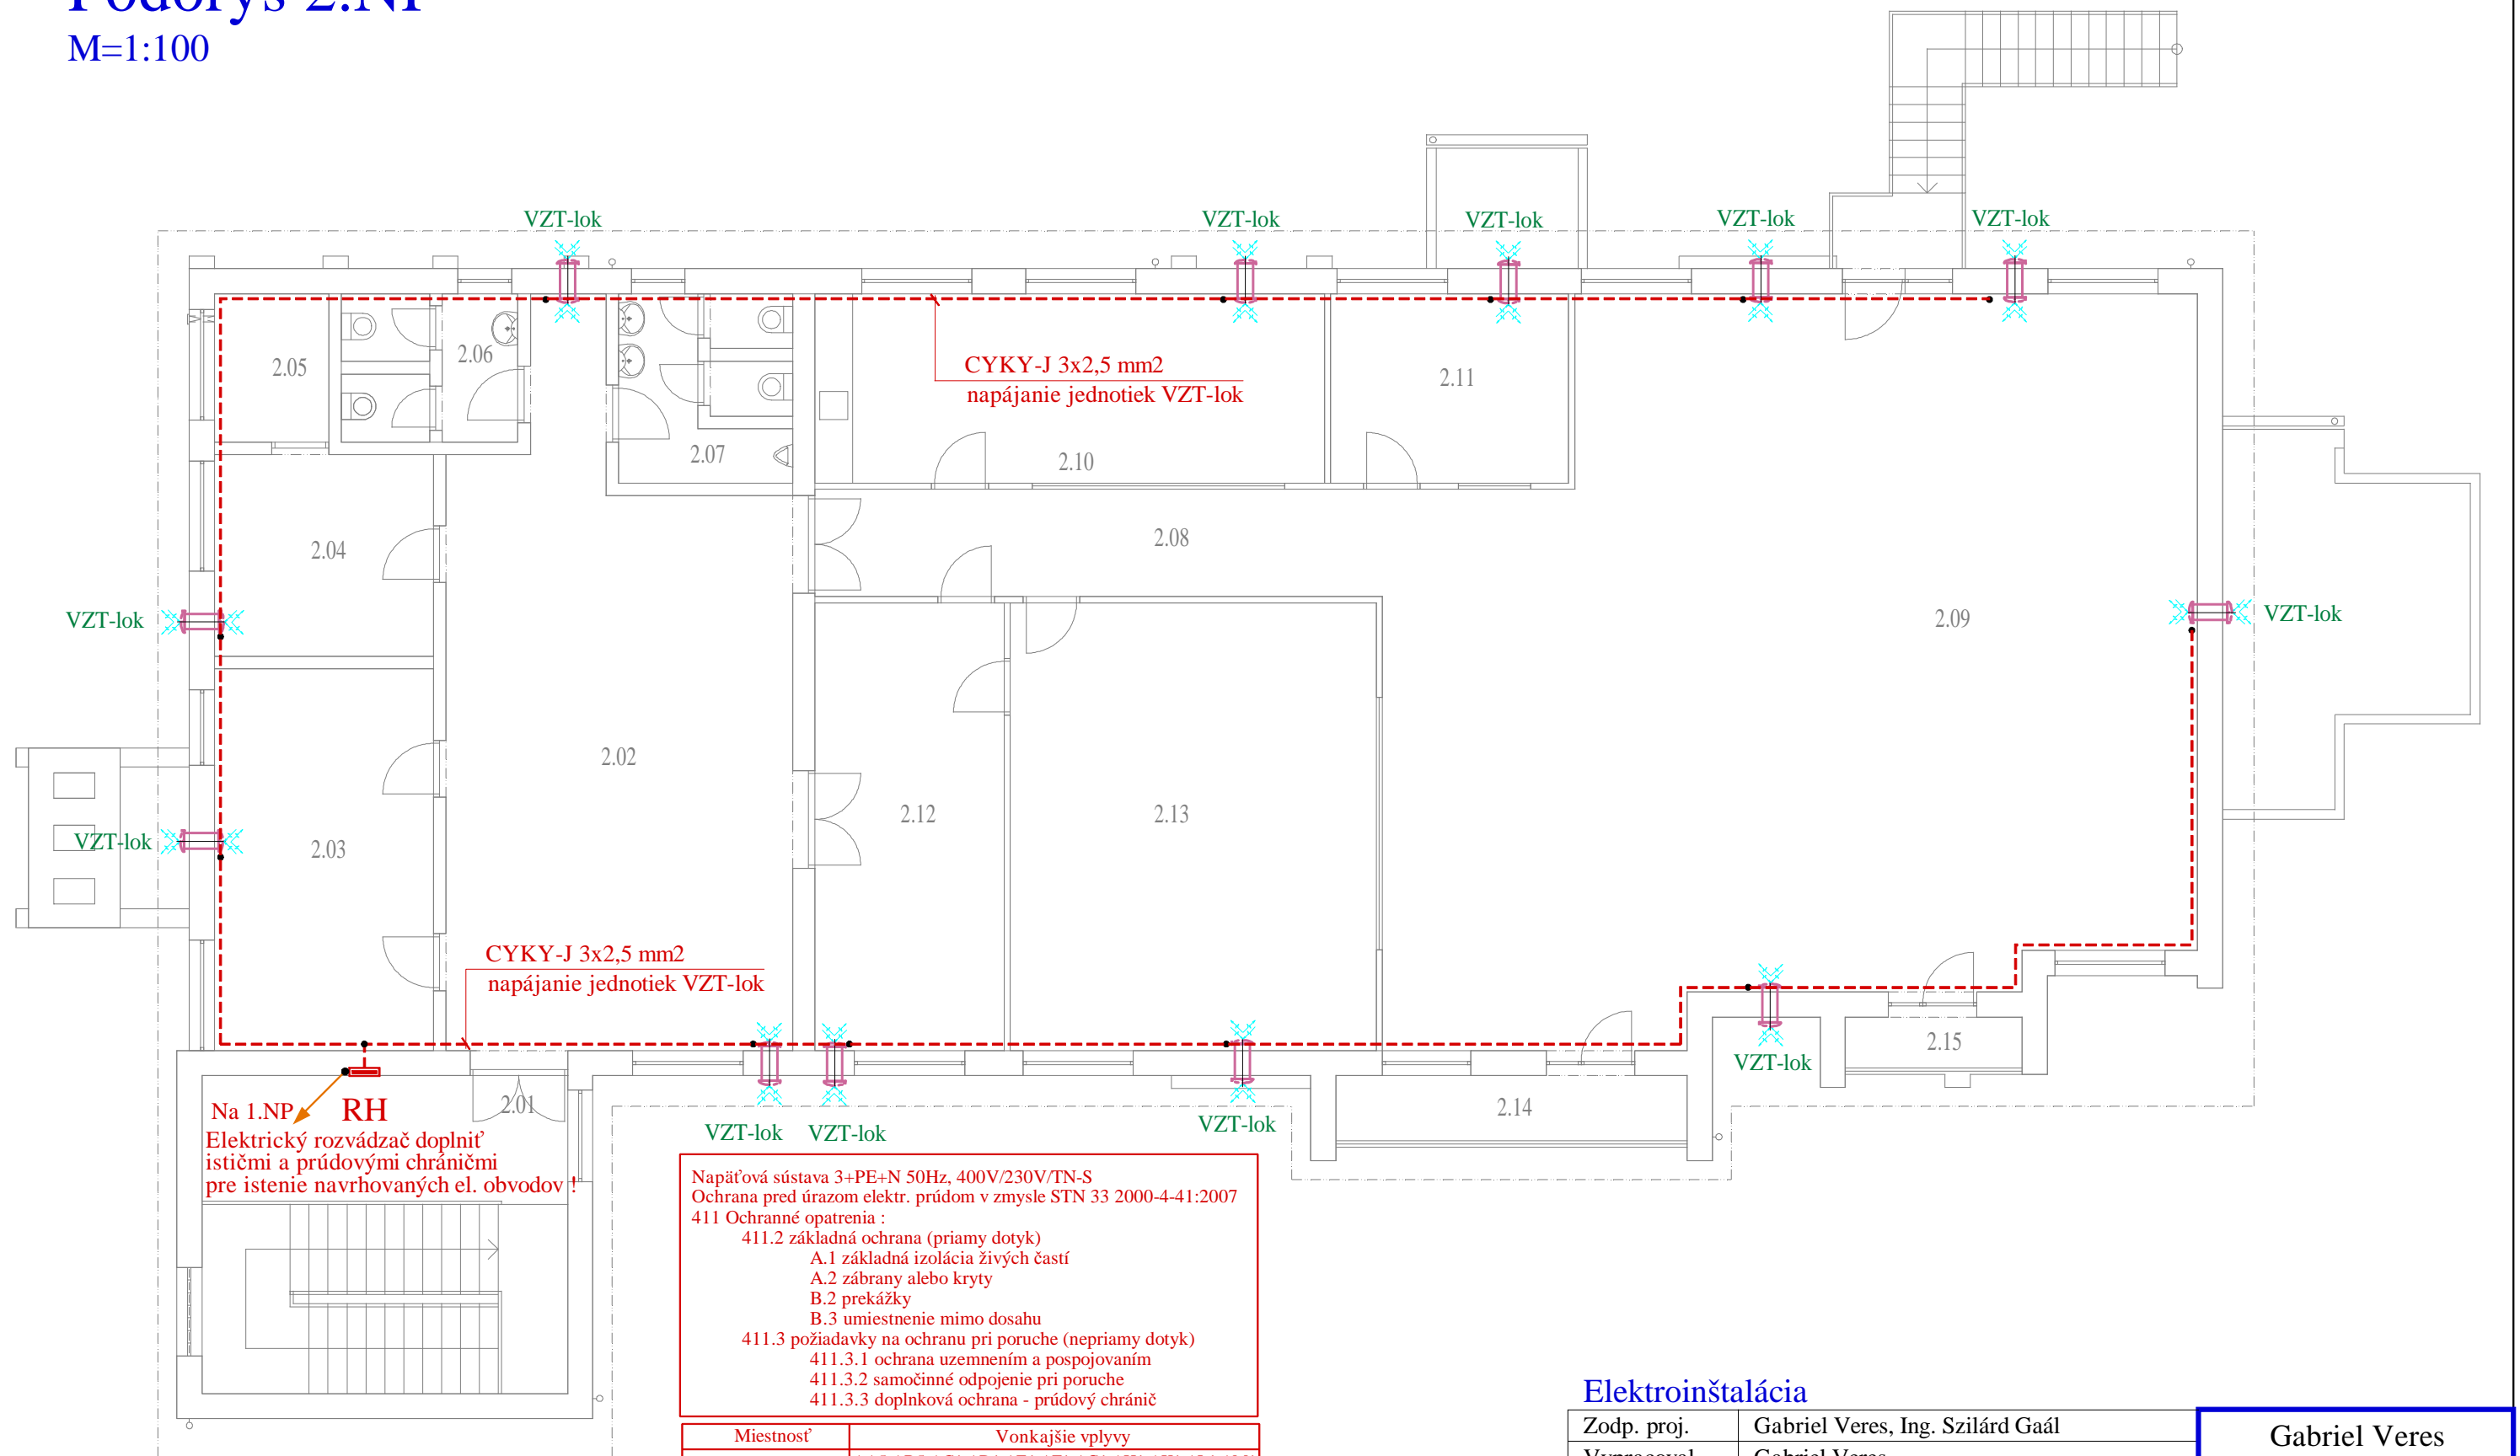 Podorys 2.NP
M=1:100
VZT-lok
VZT-lok
VZT-lok
VZT-lok
VZT-lok
2.05
2.06
CYKY-J 3x2,5 mm2
napájanie jednotiek VZT-lok
2.11
2.07
2.10
2.04
2.08
VZT-lok
2.09
VZT-lok
2.02
2.12
2.13
VZT-lok
2.03
CYKY-J 3x2,5 mm2
napájanie jednotiek VZT-lok
2.15
VZT-lok
Na 1.NP
RH
2.01
2.14
VZT-lok
VZT-lok
VZT-lok
Elektrický rozvádzač doplniť
ističmi a prúdovými chráničmi
pre istenie navrhovaných el. obvodov !
Napäťová sústava 3+PE+N 50Hz, 400V/230V/TN-S
Ochrana pred úrazom elektr. prúdom v zmysle STN 33 2000-4-41:2007
411 Ochranné opatrenia :
411.2 základná ochrana (priamy dotyk)
A.1 základná izolácia živých častí
A.2 zábrany alebo kryty
B.2 prekážky
B.3 umiestnenie mimo dosahu
411.3 požiadavky na ochranu pri poruche (nepriamy dotyk)
411.3.1 ochrana uzemnením a pospojovaním
411.3.2 samočinné odpojenie pri poruche
411.3.3 doplnková ochrana - prúdový chránič
Miestnosť Vonkajšie vplyvy
Elektroinštalácia
Zodp. proj. Gabriel Veres, Ing. Szilárd Gaál
Vypracoval Gabriel Veres
Gabriel Veres